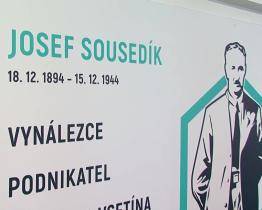 JOSEF SOUSEDÍK
18. 12. 1894 – 15. 12. 1944
VYNÁLEZCE
PODNIKATEL